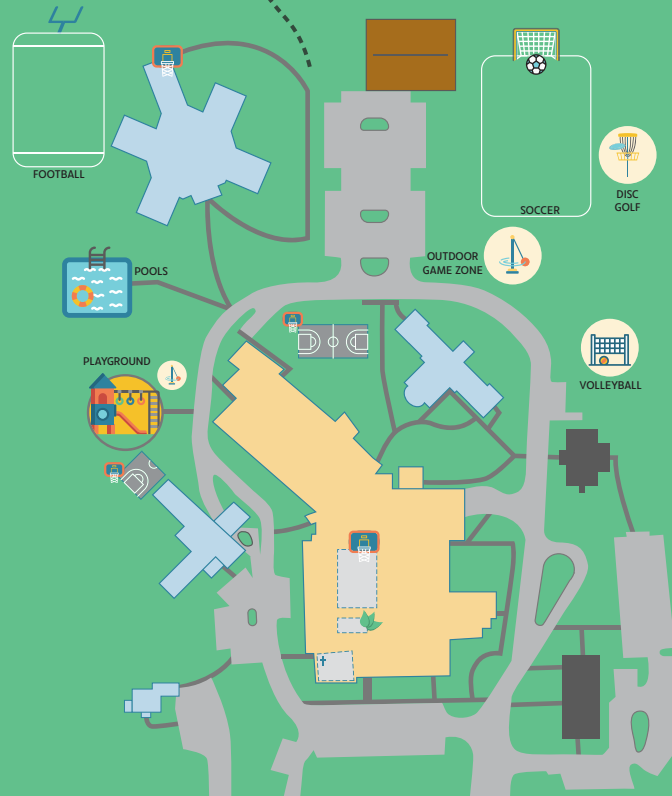 FOOTBALL
SOCCER
DISC
GOLF
OUTDOOR
GAME ZONE
POOLS
PLAYGROUND
VOLLEYBALL